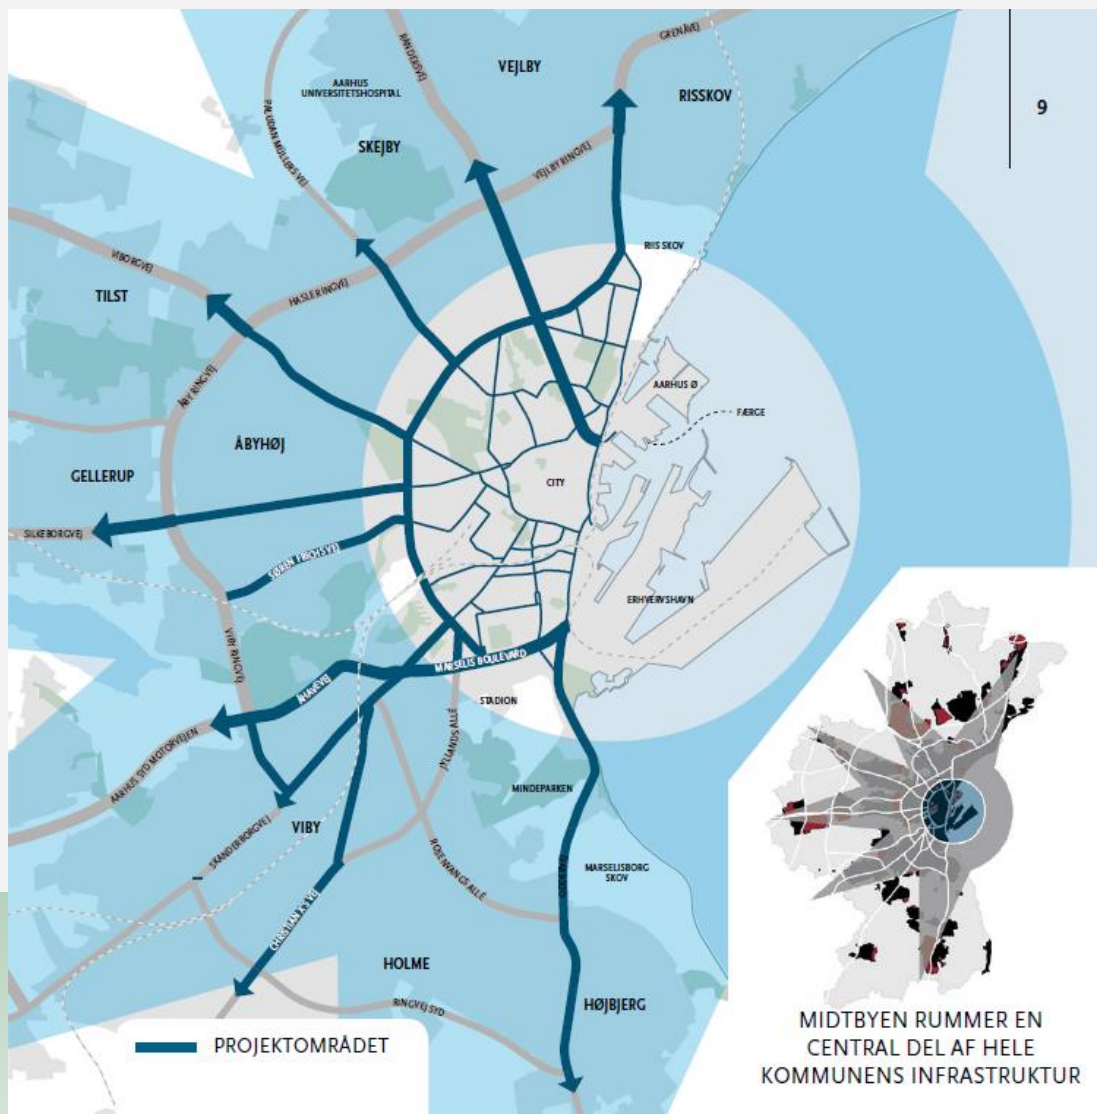 GRENÅVEJ
RANDERSVEJ
VEJLBY
RISSKOV
9
AARHUS
UNIVERSITETSHOSPITAL
PALUDAN MÜLLERS VEJ
SKEJBY
VEJLBY RINGVEJ
RIIS SKOV
VIBORGVEJ
TILST
HASLE RINGVEJ
ÅBY RINGVEJ
AARHUS Ø
FÆRGE
ÅBYHØJ
GELLERUP
CITY
SILKEBORGVEJ
SØREN FRICHS VEJ
ERHVERVSHAVN
VIBY RINGVEJ
MARSELIS BOULEVARD
ÅHAVEVEJ
STADION
JYLLANDS ALLE
AARHUS SYD MOTORVEJEN
MINDEPARKEN
SKANDERBORGVEJ
VIBY
ROSENVANGS ALLÉ
MARSELISBORG
SKOV
CHRISTIAN X'S VEJ
HOLME
RINGVEJ SYD
HØJBJERG
PROJEKTOMRÅDET
MIDTBYEN RUMMER EN
CENTRAL DEL AF HELE
KOMMUNENS INFRASTRUKTUR